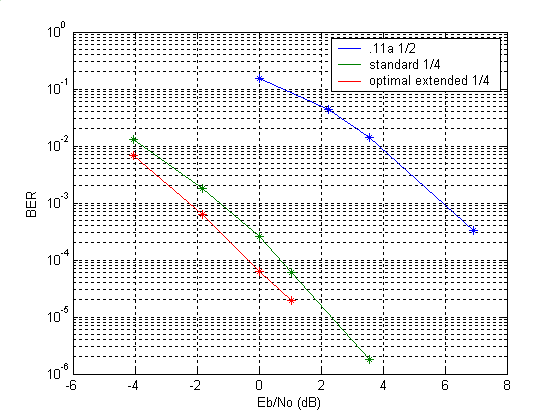 10^0
10^-1
10^-2
10^-3
10^-4
10^-5
10^-6
BER
.11a 1/2
standard 1/4
optimal extended 1/4
-6 -4 -2 0 2 4 6 8
Eb/No (dB)